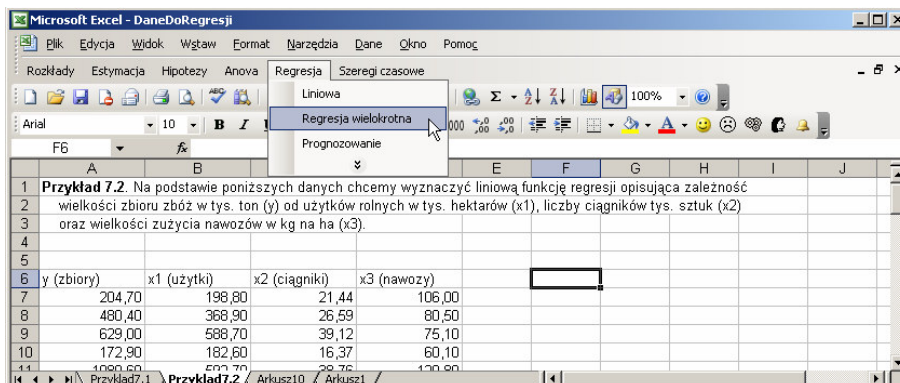 Microsoft Excel - DaneDoRegresji
Plik Edycja Widok Wstaw Format Narzędzia Dane Okno Pomoc
Rozkłady Estymacja Hipotezy Anova Regresja Szeregi czasowe
Liniowa
Regresja wielokrotna
Prognozowanie
100%
Arial 10 B I 000
F6 fx
A B E F G H I J
1 Przykład 7.2. Na podstawie poniższych danych chcemy wyznaczyć liniową funkcję regresji opisująca zależność
2 wielkości zbioru zbóż w tys. ton (y) od użytków rolnych w tys. hektarów (x1), liczby ciągników tys. sztuk (x2)
3 oraz wielkości zużycia nawozów w kg na ha (x3).
4
5
6 y (zbiory) x1 (użytki) x2 (ciągniki) x3 (nawozy)
7 204,70 198,80 21,44 106,00
8 480,40 368,90 26,59 80,50
9 629,00 588,70 39,12 75,10
10 172,90 182,60 16,37 60,10
11
Przykład7.1 Przykład7.2 Arkusz10 Arkusz1